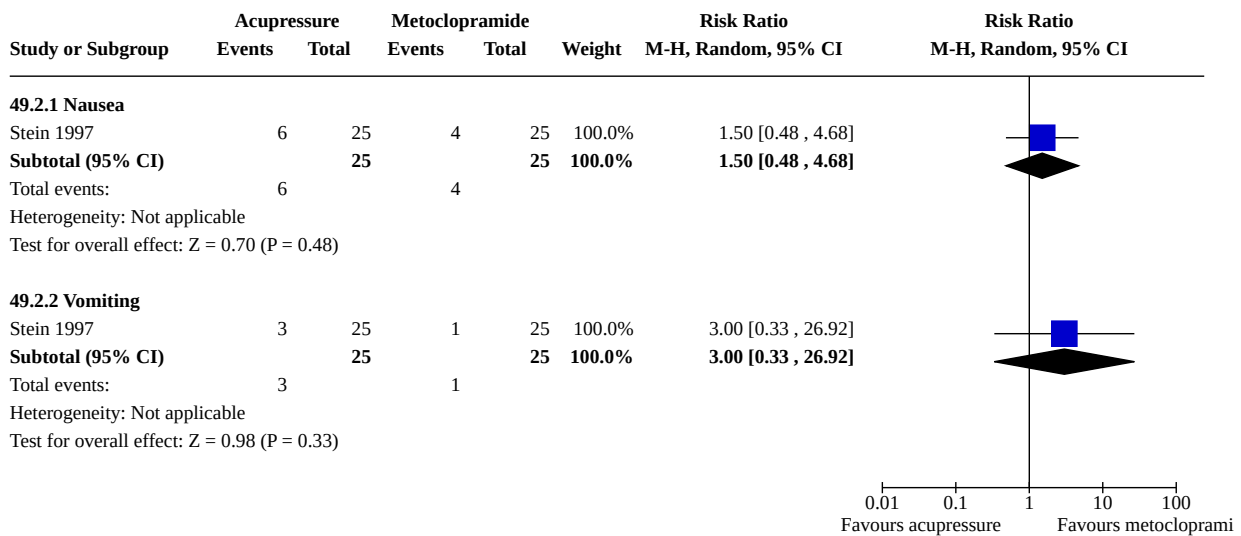 Acupressure Metoclopramide Risk Ratio Risk Ratio
Study or Subgroup Events Total Events Total Weight M-H, Random, 95% CI M-H, Random, 95% CI
49.2.1 Nausea
Stein 1997 6 25 4 25 100.0% 1.50 [0.48 , 4.68]
Subtotal (95% CI) 25 25 100.0% 1.50 [0.48 , 4.68]
Total events: 6 4
Heterogeneity: Not applicable
Test for overall effect: Z = 0.70 (P = 0.48)
49.2.2 Vomiting
Stein 1997 3 25 1 25 100.0% 3.00 [0.33 , 26.92]
Subtotal (95% CI) 25 25 100.0% 3.00 [0.33 , 26.92]
Total events: 3 1
Heterogeneity: Not applicable
Test for overall effect: Z = 0.98 (P = 0.33)
0.01 0.1 1 10 100
Favours acupressure Favours metocloprami